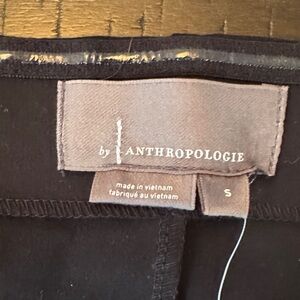 by ANTHROPOLOGIE
made in vietnam
fabriqué au vietnam
S